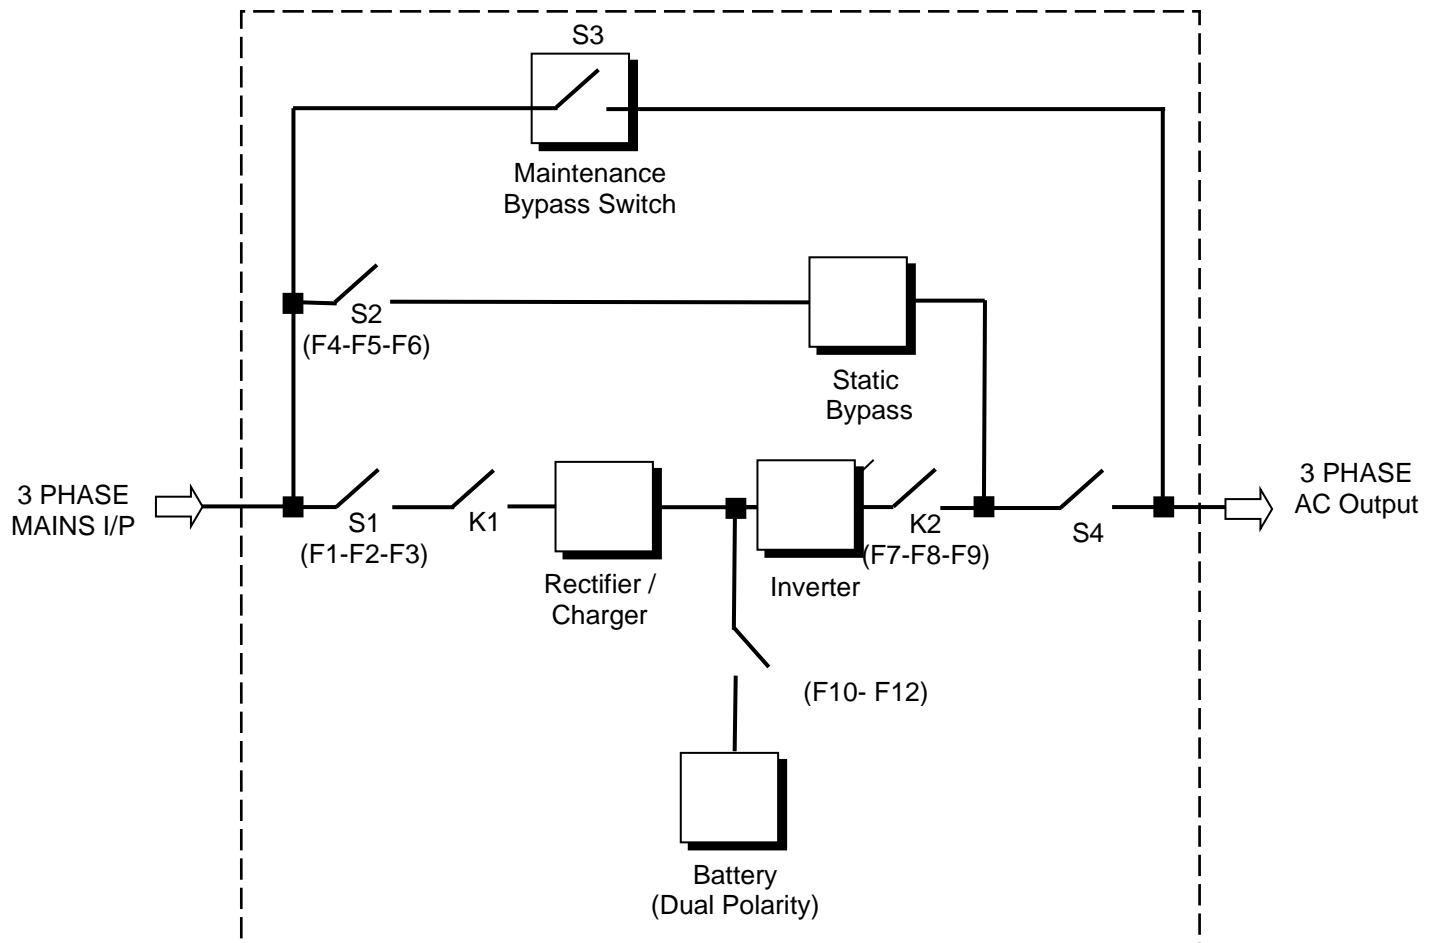 S3
Maintenance
Bypass Switch
S2
(F4-F5-F6)
Static
Bypass
3 PHASE
MAINS I/P
S1
(F1-F2-F3)
K1
Rectifier /
Charger
Inverter
K2
(F7-F8-F9)
S4
3 PHASE
AC Output
(F10- F12)
Battery
(Dual Polarity)